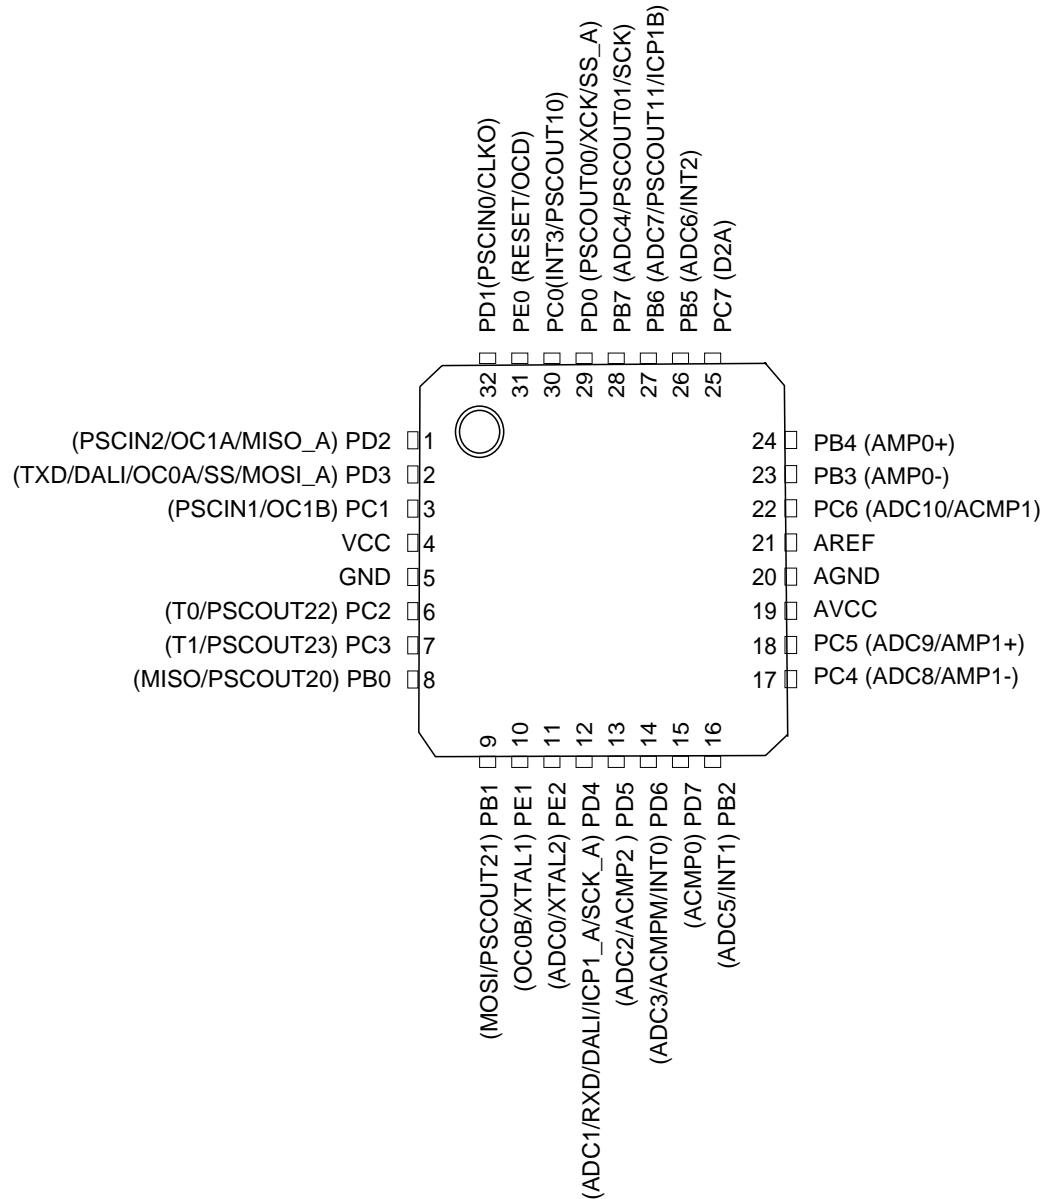 PD1(PSCIN0/CLKO)
PE0 (RESET/OCD)
PC0(INT3/PSCOUT10)
PD0 (PSCOUT00/XCK/SS_A)
PB7 (ADC4/PSCOUT01/SCK)
PB6 (ADC7/PSCOUT11/ICP1B)
PB5 (ADC6/INT2)
PC7 (D2A)
32
31
30
29
28
27
26
25
(PSCIN2/OC1A/MISO_A) PD2 1
(TXD/DALI/OC0A/SS/MOSI_A) PD3 2
(PSCIN1/OC1B) PC1 3
VCC 4
GND 5
(T0/PSCOUT22) PC2 6
(T1/PSCOUT23) PC3 7
(MISO/PSCOUT20) PB0 8
24 PB4 (AMP0+)
23 PB3 (AMP0-)
22 PC6 (ADC10/ACMP1)
21 AREF
20 AGND
19 AVCC
18 PC5 (ADC9/AMP1+)
17 PC4 (ADC8/AMP1-)
9
10
11
12
13
14
15
16
(MOSI/PSCOUT21) PB1
(OC0B/XTAL1) PE1
(ADC0/XTAL2) PE2
(ADC1/RXD/DALI/ICP1_A/SCK_A) PD4
(ADC2/ACMP2 ) PD5
(ADC3/ACMPM/INT0) PD6
(ACMP0) PD7
(ADC5/INT1) PB2